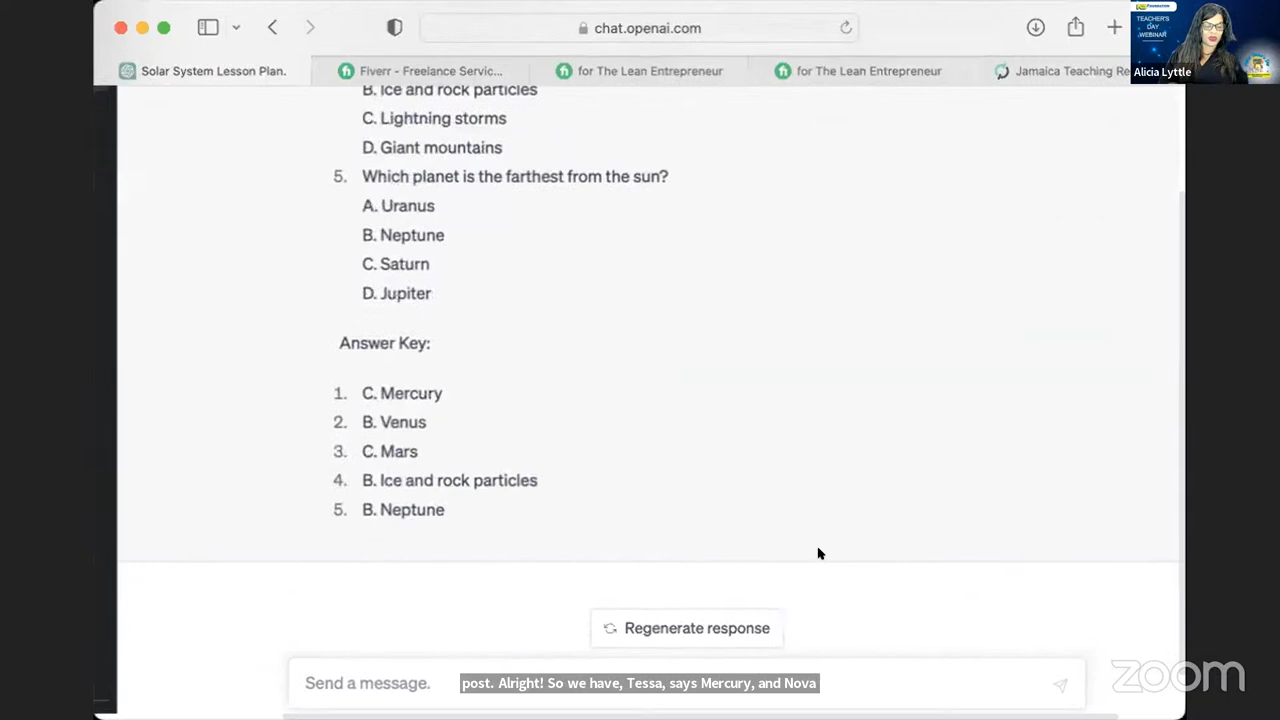 chat.openai.com
FOUNDATION
TEACHER'S
DAY
WEBINAR
Alicia Lyttle
Solar System Lesson Plan.
Fiverr - Freelance Servic...
for The Lean Entrepreneur
for The Lean Entrepreneur
Jamaica Teaching Re
B. Ice and rock particles
C. Lightning storms
D. Giant mountains
5. Which planet is the farthest from the sun?
A. Uranus
B. Neptune
C. Saturn
D. Jupiter
Answer Key:
1. C. Mercury
2. B. Venus
3. C. Mars
4. B. Ice and rock particles
5. B. Neptune
Regenerate response
Send a message.
post. Alright! So we have, Tessa, says Mercury, and Nova
zoom